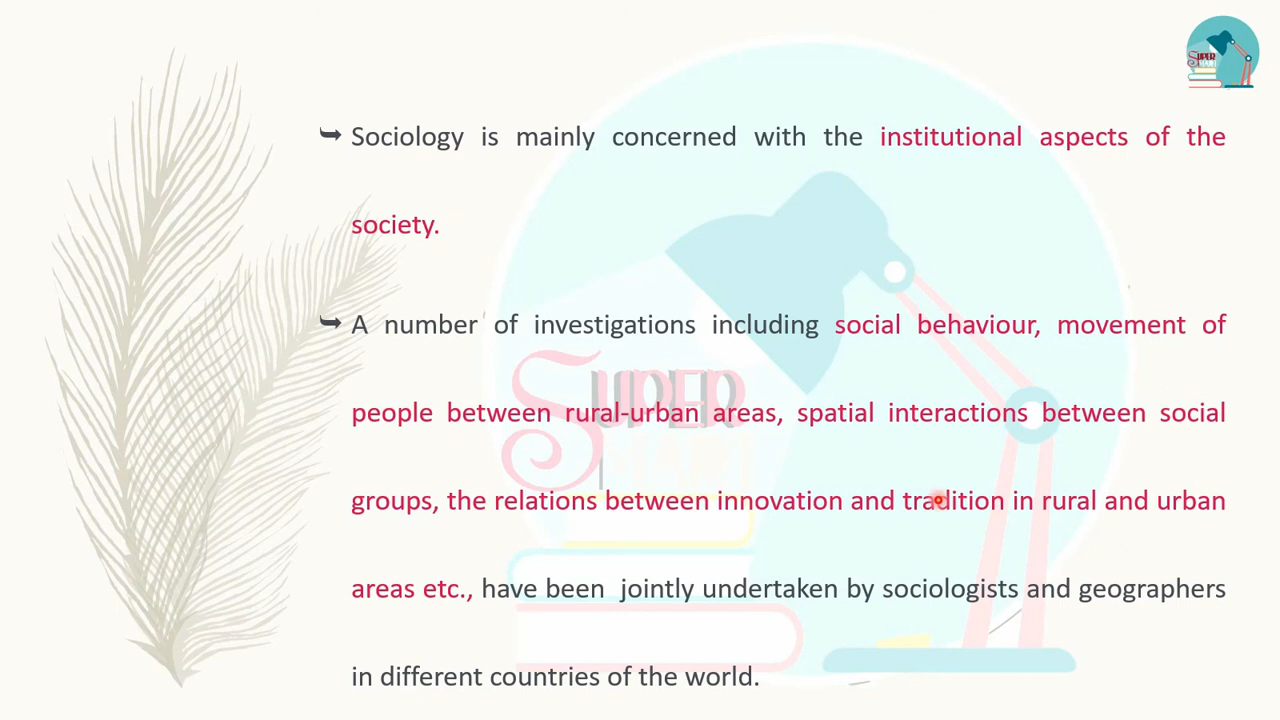 SUPER
➥ Sociology is mainly concerned with the institutional aspects of the
society.
➥ A number of investigations including social behaviour, movement of
people between rural-urban areas, spatial interactions between social
SUPER
groups, the relations between innovation and tradition in rural and urban
areas etc., have been jointly undertaken by sociologists and geographers
in different countries of the world.